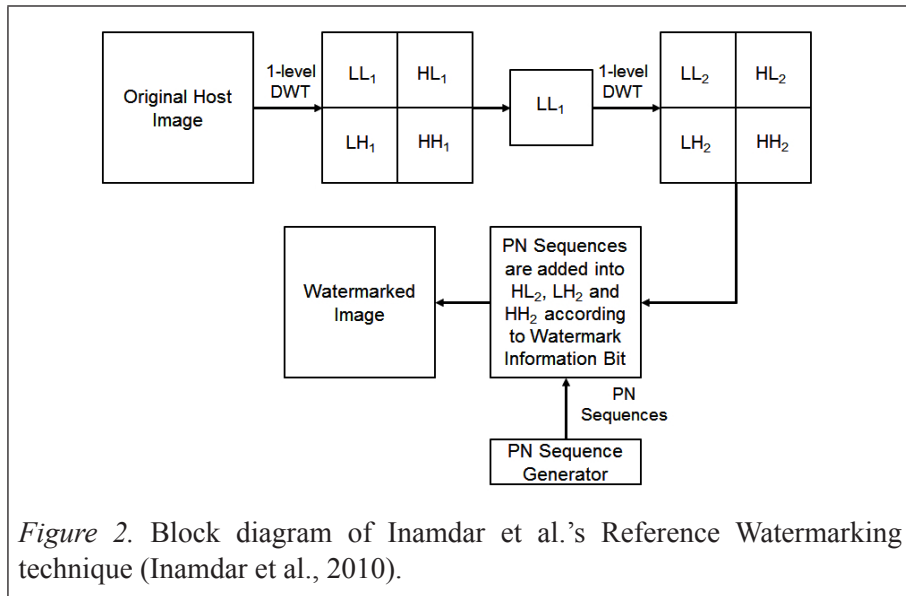 Original Host
Image
1-level
DWT
LL₁ HL₁
LH₁ HH₁
LL₁
1-level
DWT
LL₂ HL₂
LH₂ HH₂
Watermarked
Image
PN Sequences
are added into
HL₂, LH₂ and
HH₂ according
to Watermark
Information Bit
PN
Sequences
PN Sequence
Generator
Figure 2. Block diagram of Inamdar et al.'s Reference Watermarking
technique (Inamdar et al., 2010).